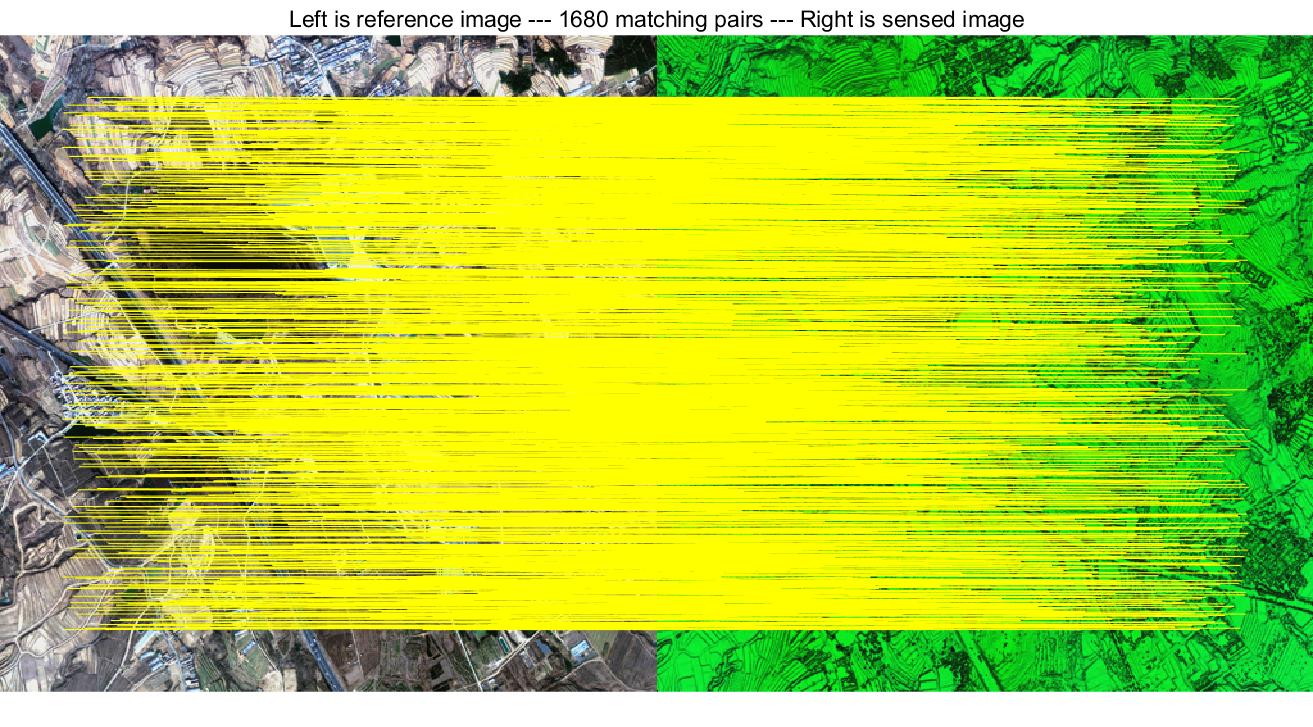 Left is reference image --- 1680 matching pairs --- Right is sensed image